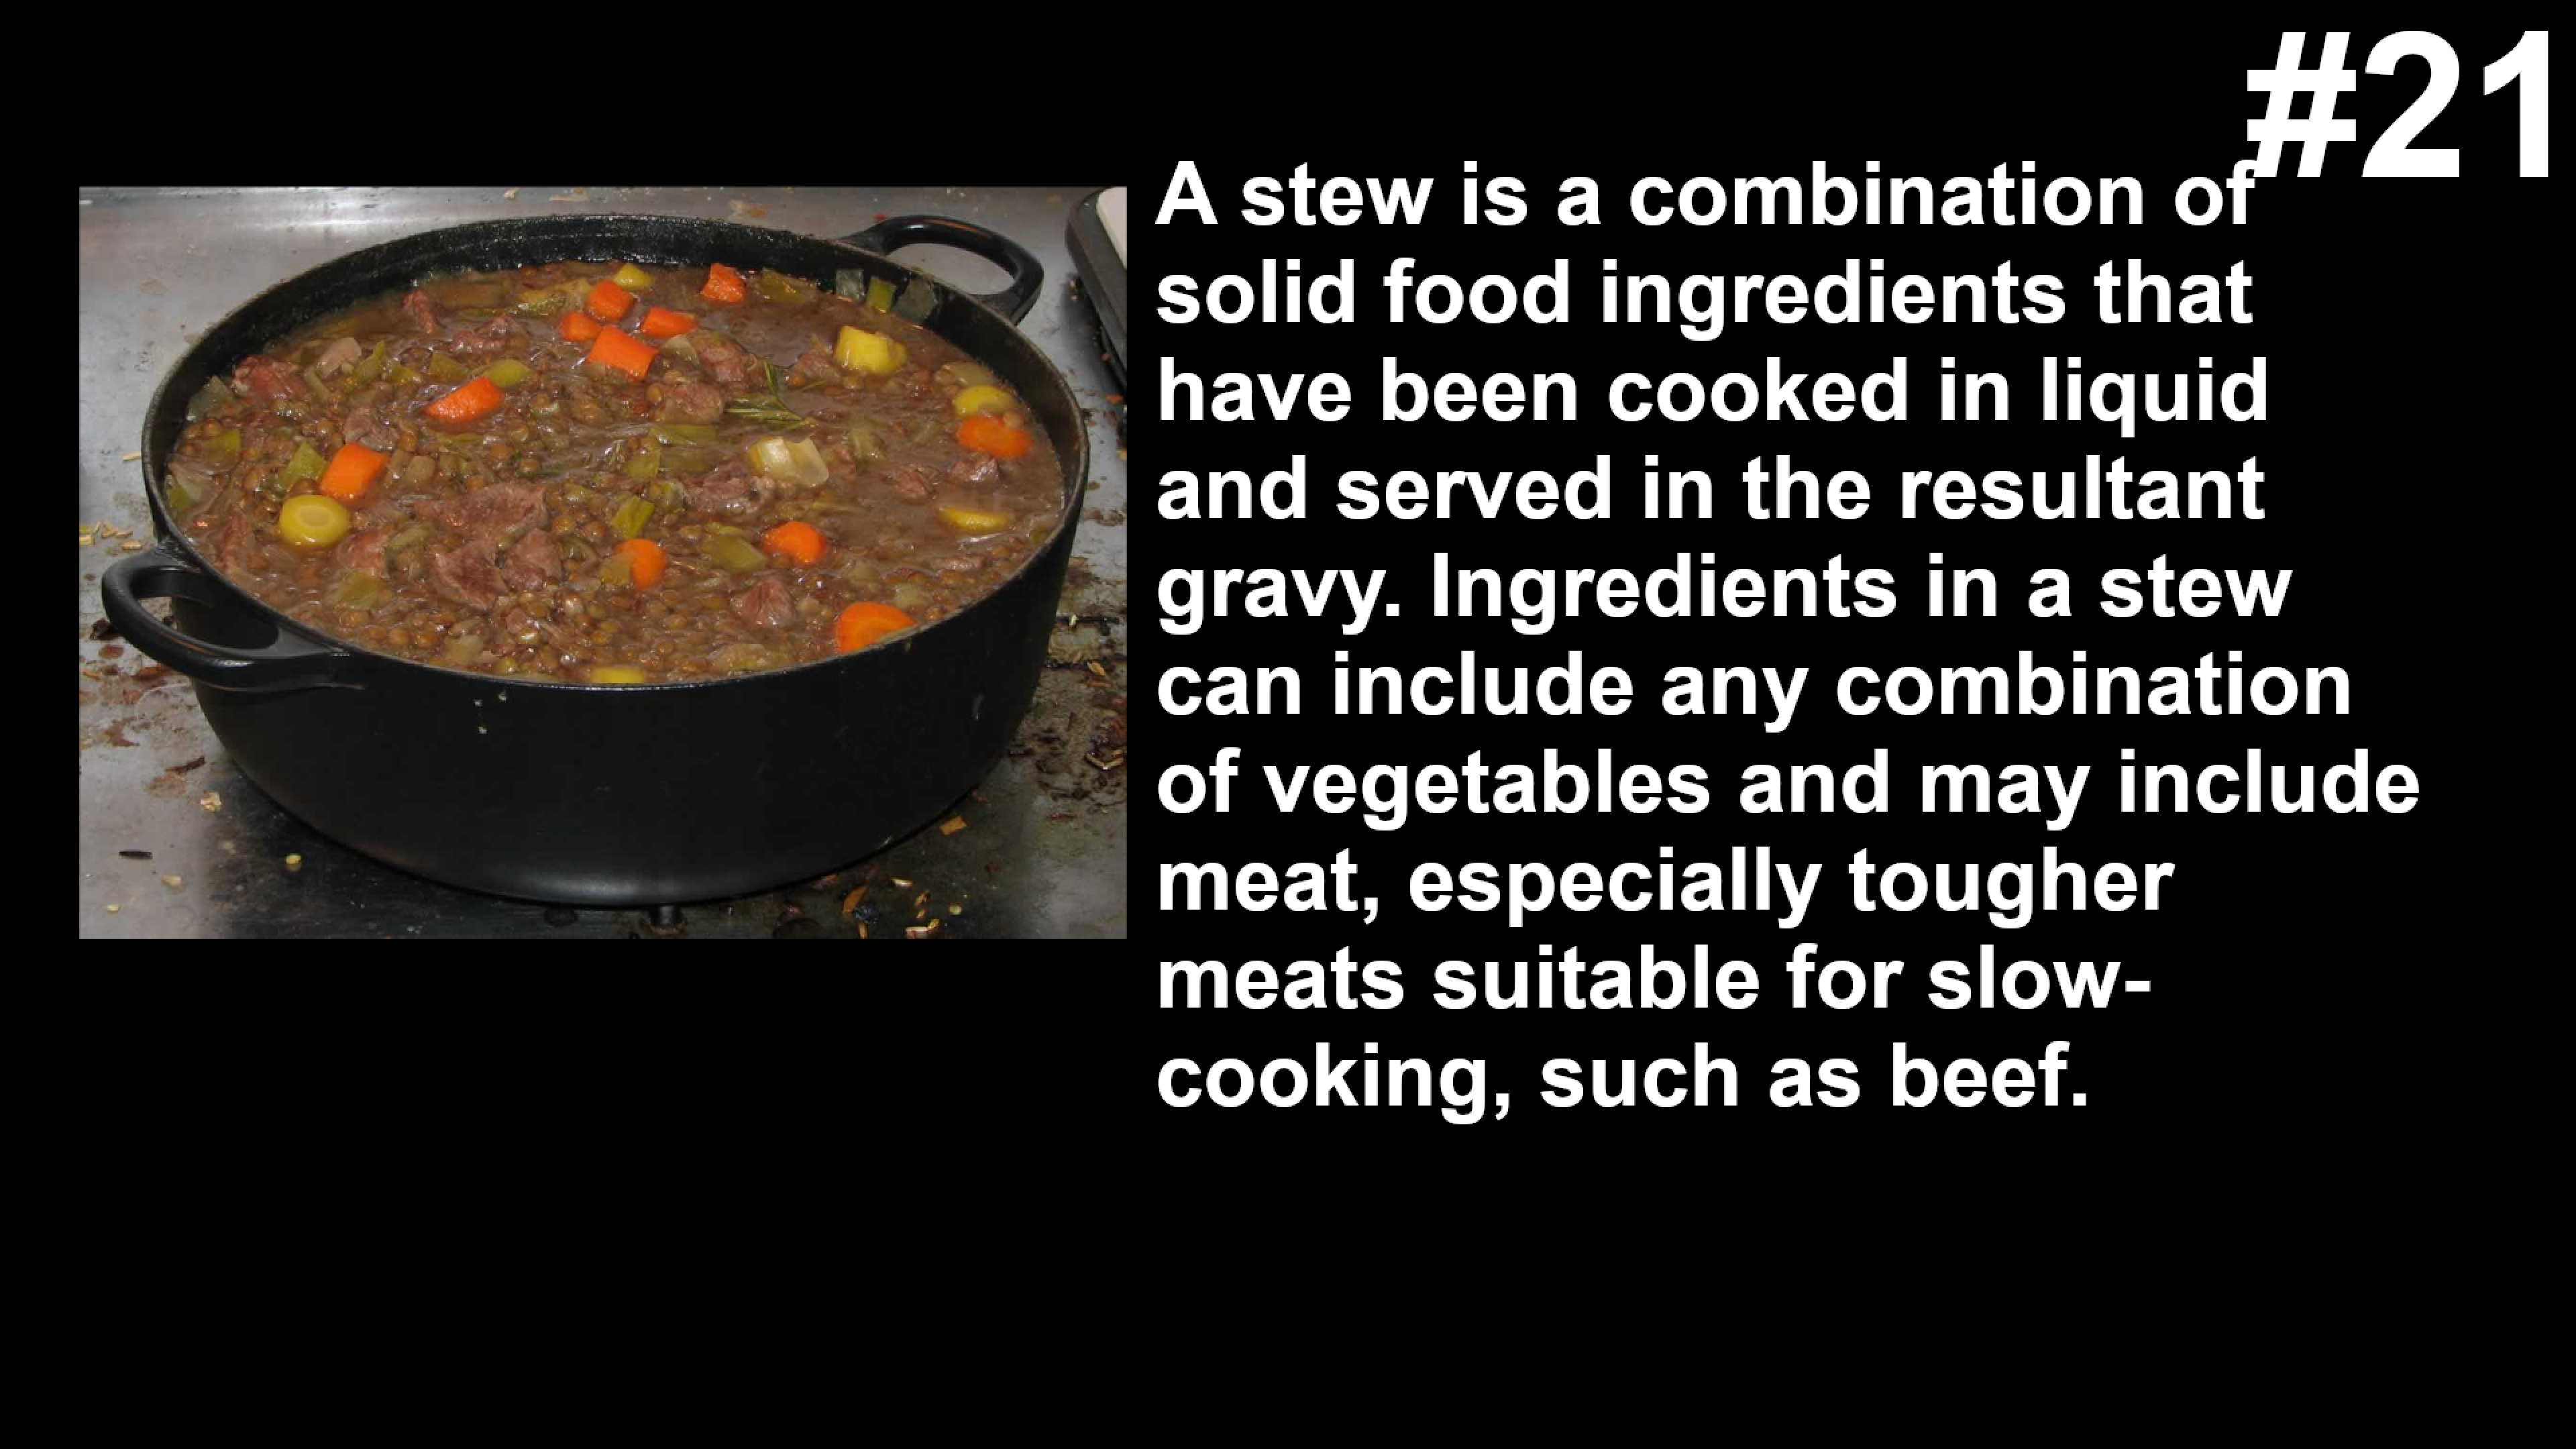 #21
A stew is a combination of
solid food ingredients that
have been cooked in liquid
and served in the resultant
gravy. Ingredients in a stew
can include any combination
of vegetables and may include
meat, especially tougher
meats suitable for slow-
cooking, such as beef.